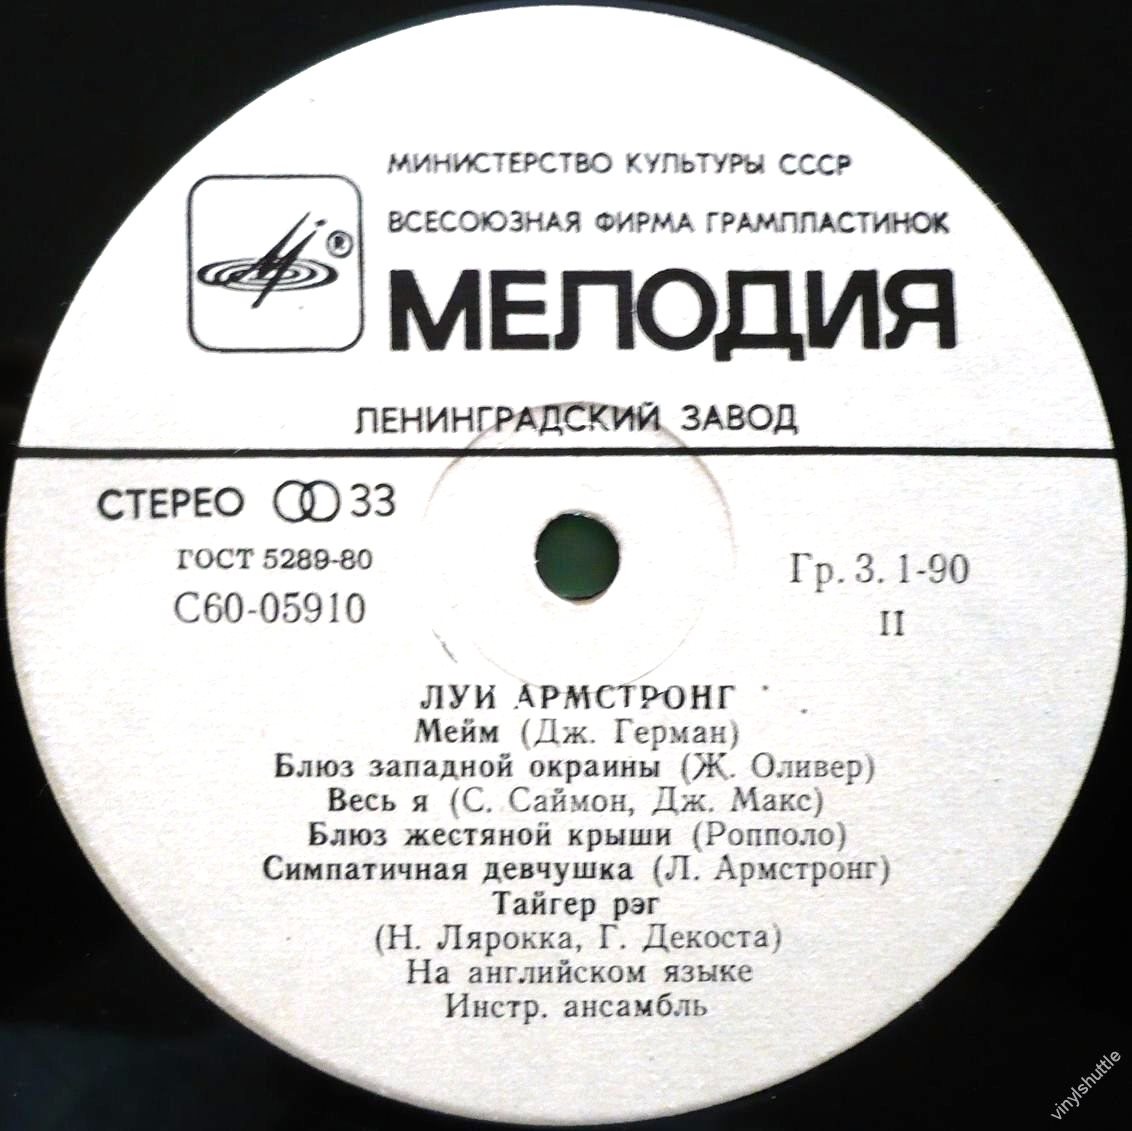 МИНИСТЕРСТВО КУЛЬТУРЫ СССР
ВСЕСОЮЗНАЯ ФИРМА ГРАМПЛАСТИНОК
®
МЕЛОДИЯ
ЛЕНИНГРАДСКИЙ ЗАВОД
СТЕРЕО 33
ГОСТ 5289-80
С60-05910
Гр. 3. 1-90
II
ЛУИ АРМСТРОНГ
Мейм (Дж. Герман)
Блюз западной окраины (Ж. Оливер)
Весь я (С. Саймон, Дж. Макс)
Блюз жестяной крыши (Ропполо)
Симпатичная девчушка (Л. Армстронг)
Тайгер рэг
(Н. Лярокка, Г. Декоста)
На английском языке
Инстр. ансамбль
vinylshuttle